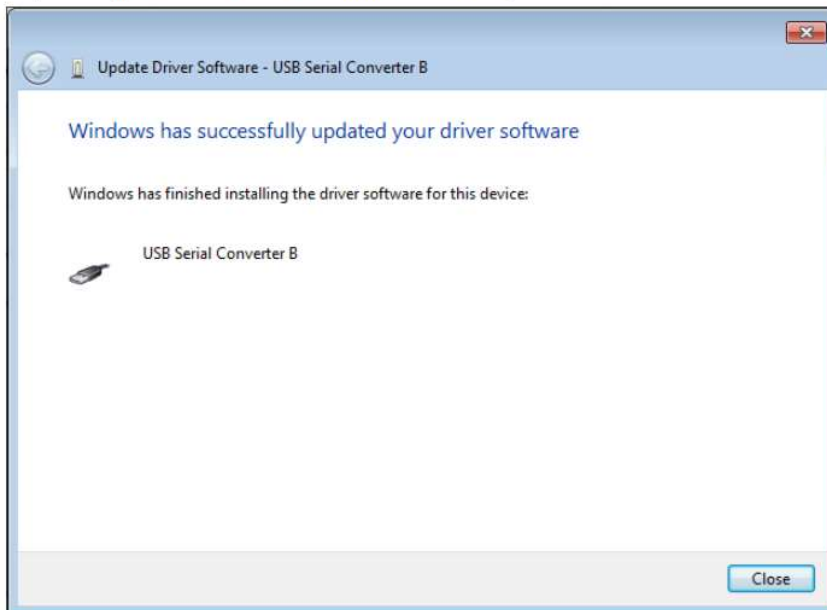 Update Driver Software - USB Serial Converter B
Windows has successfully updated your driver software
Windows has finished installing the driver software for this device:
USB Serial Converter B
Close